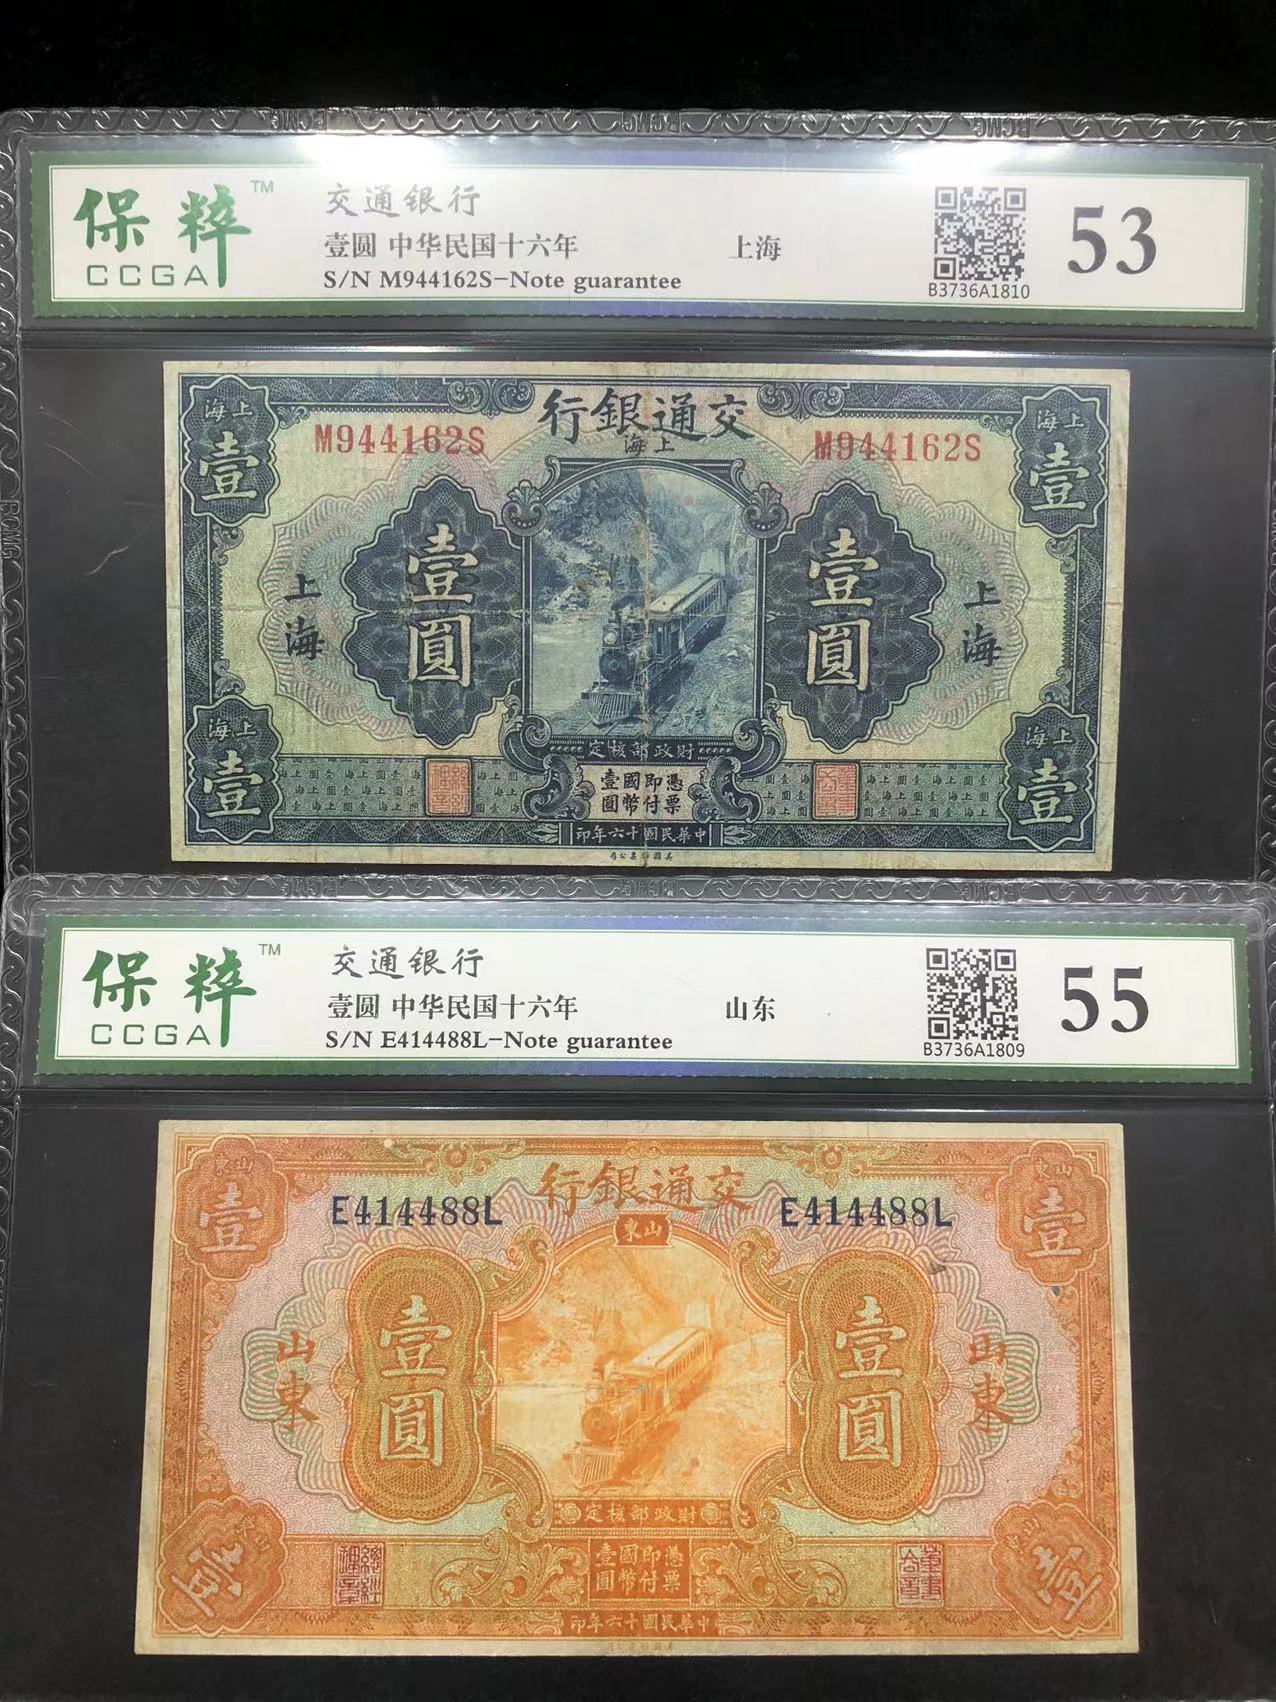 保粹™
CCGA
交通银行
壹圆 中华民国十六年 上海
S/N M944162S-Note guarantee
B3736A1810
53
行銀通交
海上
M944162S M944162S
海上 海上
壹 壹
壹圓 壹圓
上海 上海
海上 海上
壹 壹
定核部政財
壹國即憑
圓幣付票
印年六十國民華中
保粹™
CCGA
交通银行
壹圆 中华民国十六年 山东
S/N E414488L-Note guarantee
B3736A1809
55
行銀通交
東山
E414488L E414488L
東山 東山
壹 壹
壹圓 壹圓
山東 山東
壹 壹
定核部政財
壹國即憑
圓幣付票
印年六十國民華中